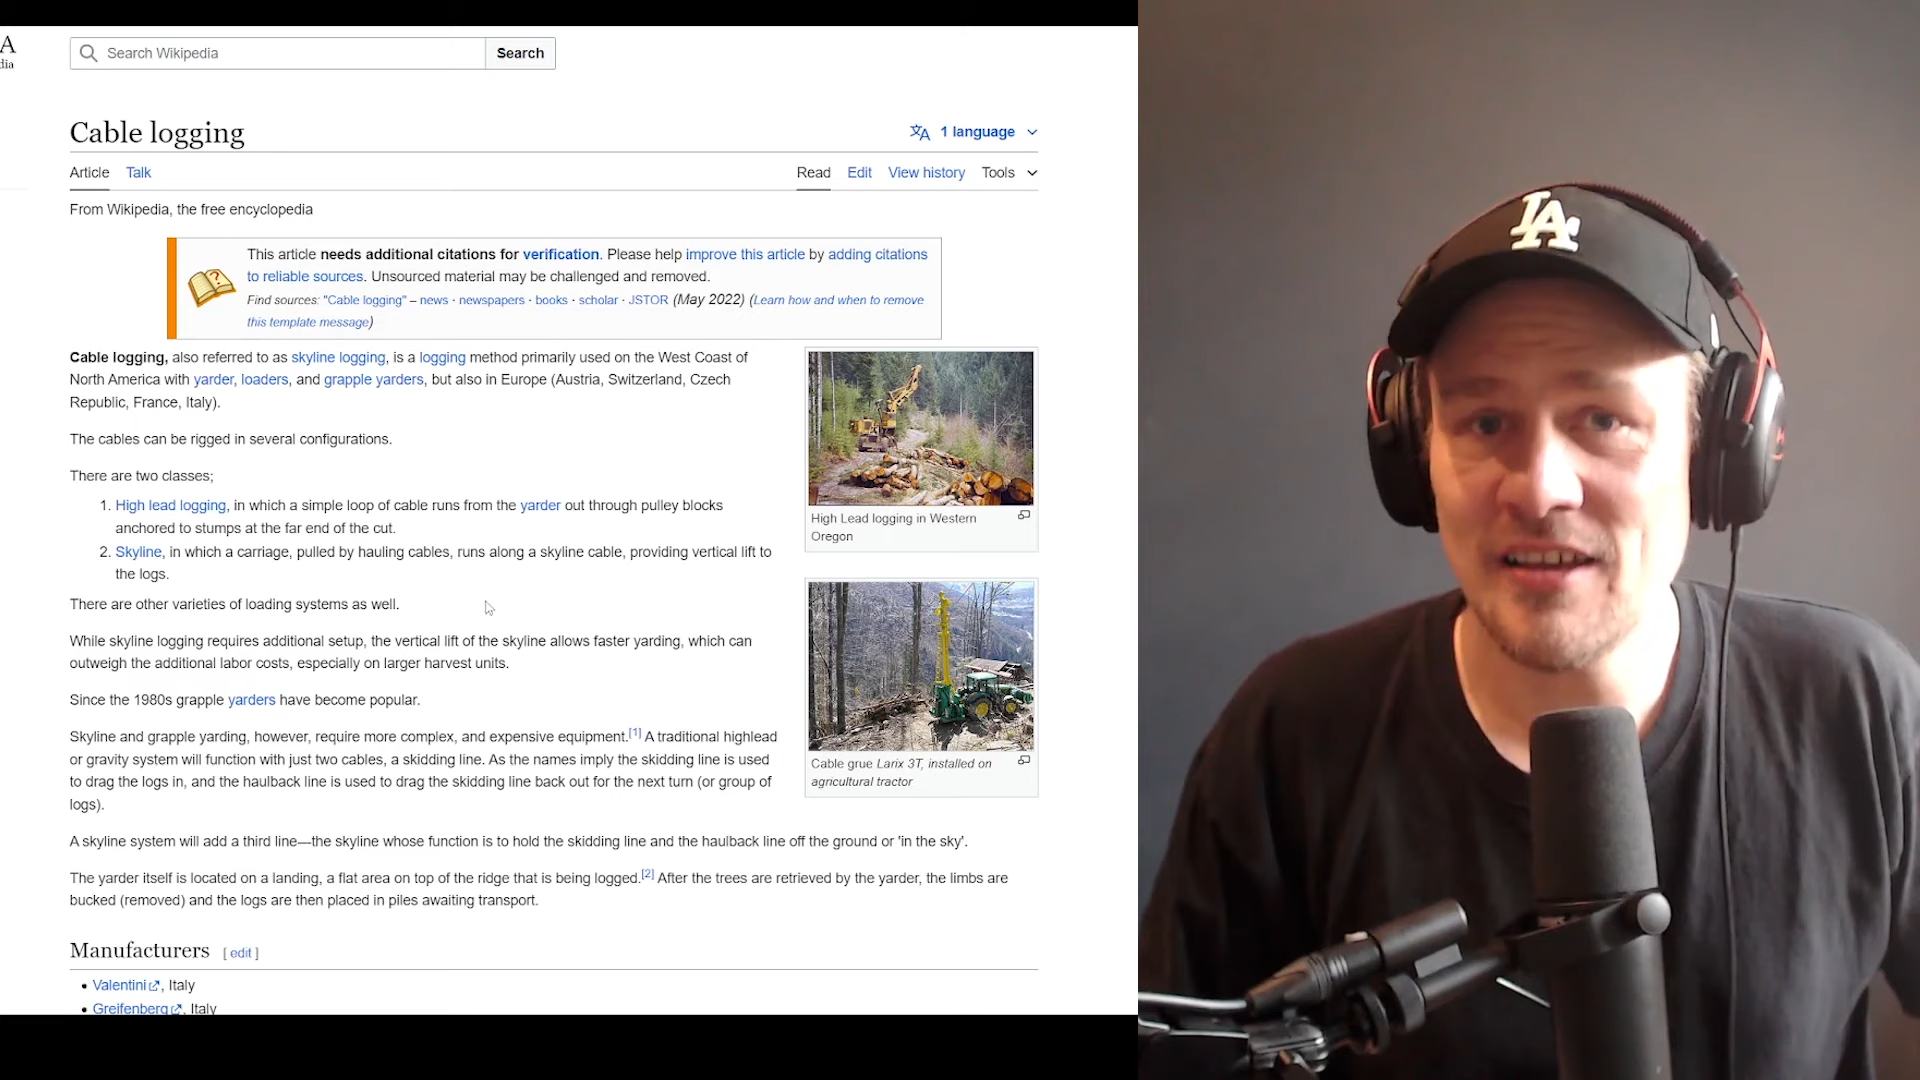 A
dia
Search Wikipedia
Search
Cable logging
1 language
Article Talk
Read Edit View history Tools
From Wikipedia, the free encyclopedia
This article needs additional citations for verification. Please help improve this article by adding citations
to reliable sources. Unsourced material may be challenged and removed.
Find sources: "Cable logging" – news · newspapers · books · scholar · JSTOR (May 2022) (Learn how and when to remove
this template message)
Cable logging, also referred to as skyline logging, is a logging method primarily used on the West Coast of
North America with yarder, loaders, and grapple yarders, but also in Europe (Austria, Switzerland, Czech
Republic, France, Italy).
The cables can be rigged in several configurations.
There are two classes;
1. High lead logging, in which a simple loop of cable runs from the yarder out through pulley blocks
anchored to stumps at the far end of the cut.
2. Skyline, in which a carriage, pulled by hauling cables, runs along a skyline cable, providing vertical lift to
the logs.
There are other varieties of loading systems as well.
While skyline logging requires additional setup, the vertical lift of the skyline allows faster yarding, which can
outweigh the additional labor costs, especially on larger harvest units.
Since the 1980s grapple yarders have become popular.
Skyline and grapple yarding, however, require more complex, and expensive equipment.[1] A traditional highlead
or gravity system will function with just two cables, a skidding line. As the names imply the skidding line is used
to drag the logs in, and the haulback line is used to drag the skidding line back out for the next turn (or group of
logs).
A skyline system will add a third line—the skyline whose function is to hold the skidding line and the haulback line off the ground or 'in the sky'.
The yarder itself is located on a landing, a flat area on top of the ridge that is being logged.[2] After the trees are retrieved by the yarder, the limbs are
bucked (removed) and the logs are then placed in piles awaiting transport.
Manufacturers [ edit ]
• Valentini, Italy
• Greifenberg, Italy
High Lead logging in Western
Oregon
Cable grue Larix 3T, installed on
agricultural tractor
LA